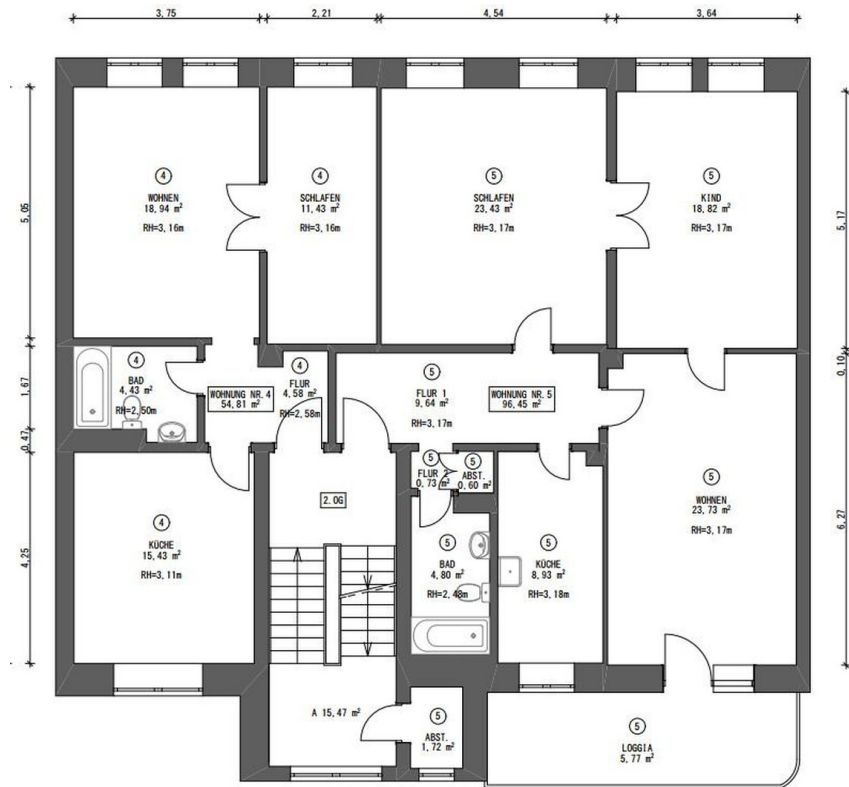 3,75 2,21 4,54 3,64
5,05
1,67
0,47
4,25
5,17
0,10
6,27
4
WOHNEN
18,94 m²
RH=3,16m
4
SCHLAFEN
11,43 m²
RH=3,16m
5
SCHLAFEN
23,43 m²
RH=3,17m
5
KIND
18,82 m²
RH=3,17m
4
BAD
4,43 m²
RH=2,50m
WOHNUNG NR.4
54,81 m²
4
FLUR
4,58 m²
RH=2,58m
5
FLUR 1
9,64 m²
RH=3,17m
WOHNUNG NR.5
96,45 m²
5
FLUR 2
0,73 m²
5
ABST.
0,60 m²
5
WOHNEN
23,73 m²
RH=3,17m
4
KÜCHE
15,43 m²
RH=3,11m
2.OG
5
BAD
4,80 m²
RH=2,48m
5
KÜCHE
8,93 m²
RH=3,18m
A 15,47 m²
5
ABST.
1,72 m²
5
LOGGIA
5,77 m²